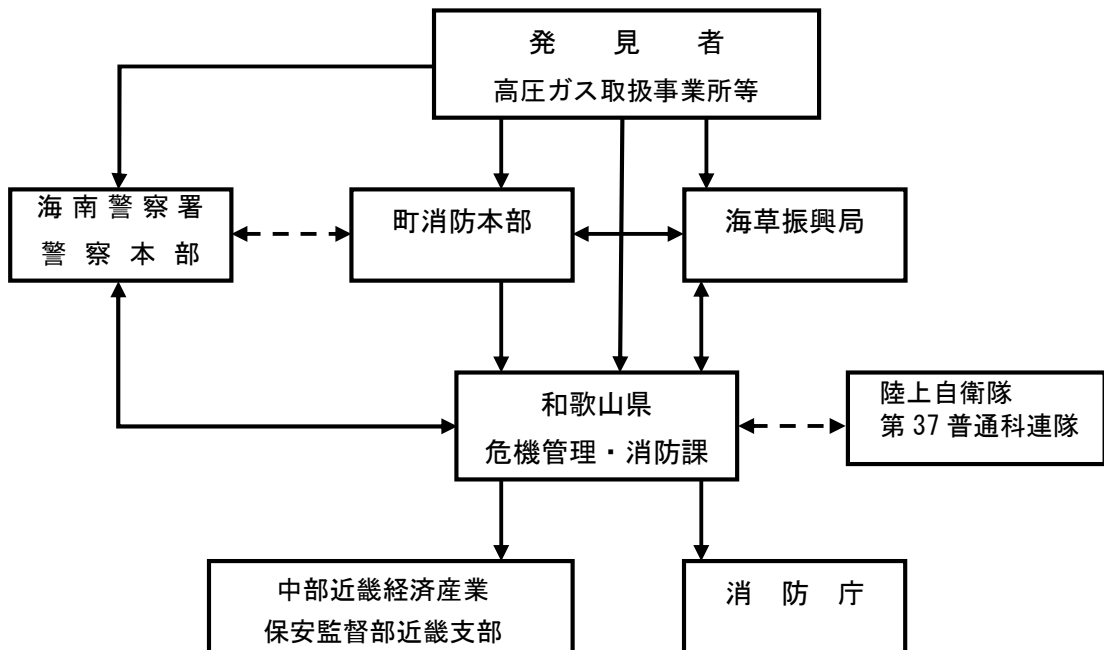 発見者
高圧ガス取扱事業所等
海南警察署
警察本部
町消防本部
海草振興局
和歌山県
危機管理・消防課
陸上自衛隊
第 37 普通科連隊
中部近畿経済産業
保安監督部近畿支部
消防庁